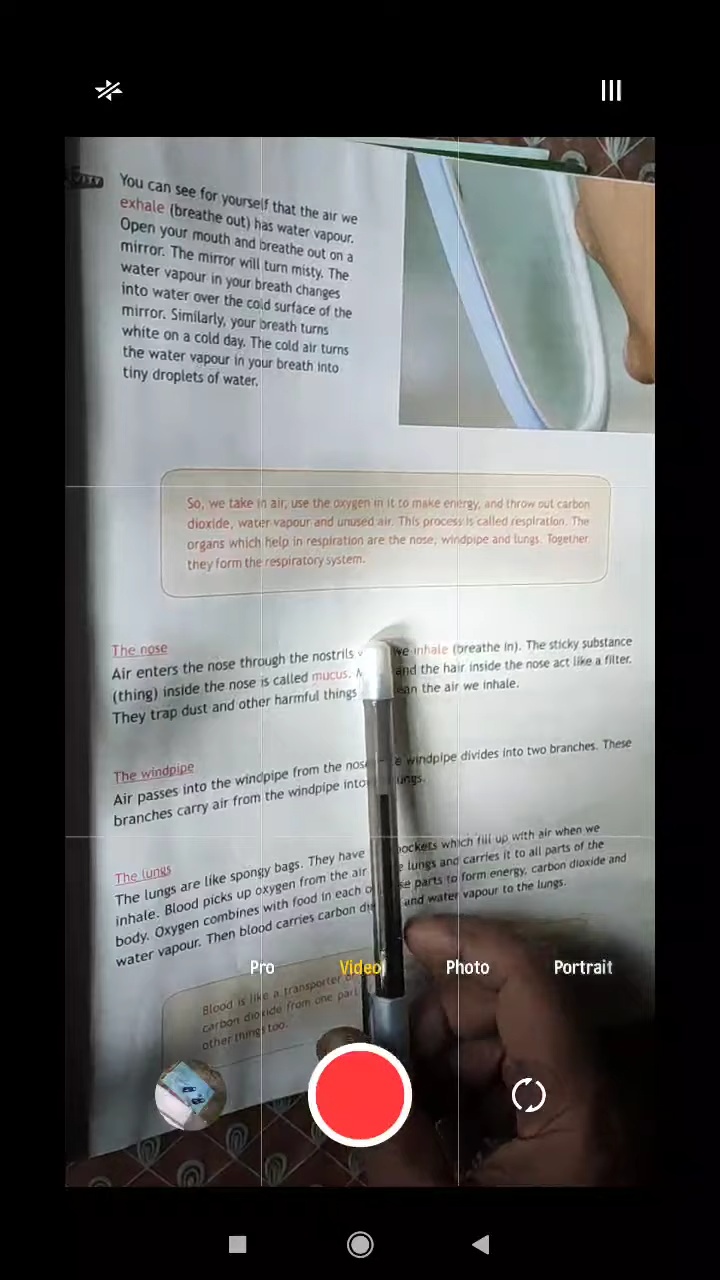 You can see for yourself that the air we
exhale (breathe out) has water vapour.
Open your mouth and breathe out on a
mirror. The mirror will turn misty. The
water vapour in your breath changes
into water over the cold surface of the
mirror. Similarly, your breath turns
white on a cold day. The cold air turns
the water vapour in your breath into
tiny droplets of water.
So, we take in air, use the oxygen in it to make energy, and throw out carbon
dioxide, water vapour and unused air. This process is called respiration. The
organs which help in respiration are the nose, windpipe and lungs. Together
they form the respiratory system.
The nose
Air enters the nose through the nostrils we inhale (breathe in). The sticky substance
(thing) inside the nose is called mucus. and the hair inside the nose act like a filter.
They trap dust and other harmful things the air we inhale.
The windpipe
Air passes into the windpipe from the windpipe divides into two branches. These
branches carry air from the windpipe into
The lungs
The lungs are like spongy bags. They have which fill up with air when we
inhale. Blood picks up oxygen from the air lungs and carries it to all parts of the
body. Oxygen combines with food in each parts to form energy, carbon dioxide and
water vapour. Then blood carries carbon and water vapour to the lungs.
Blood is like a transporter
carbon dioxide from one part
other things too.
Pro Video Photo Portrait